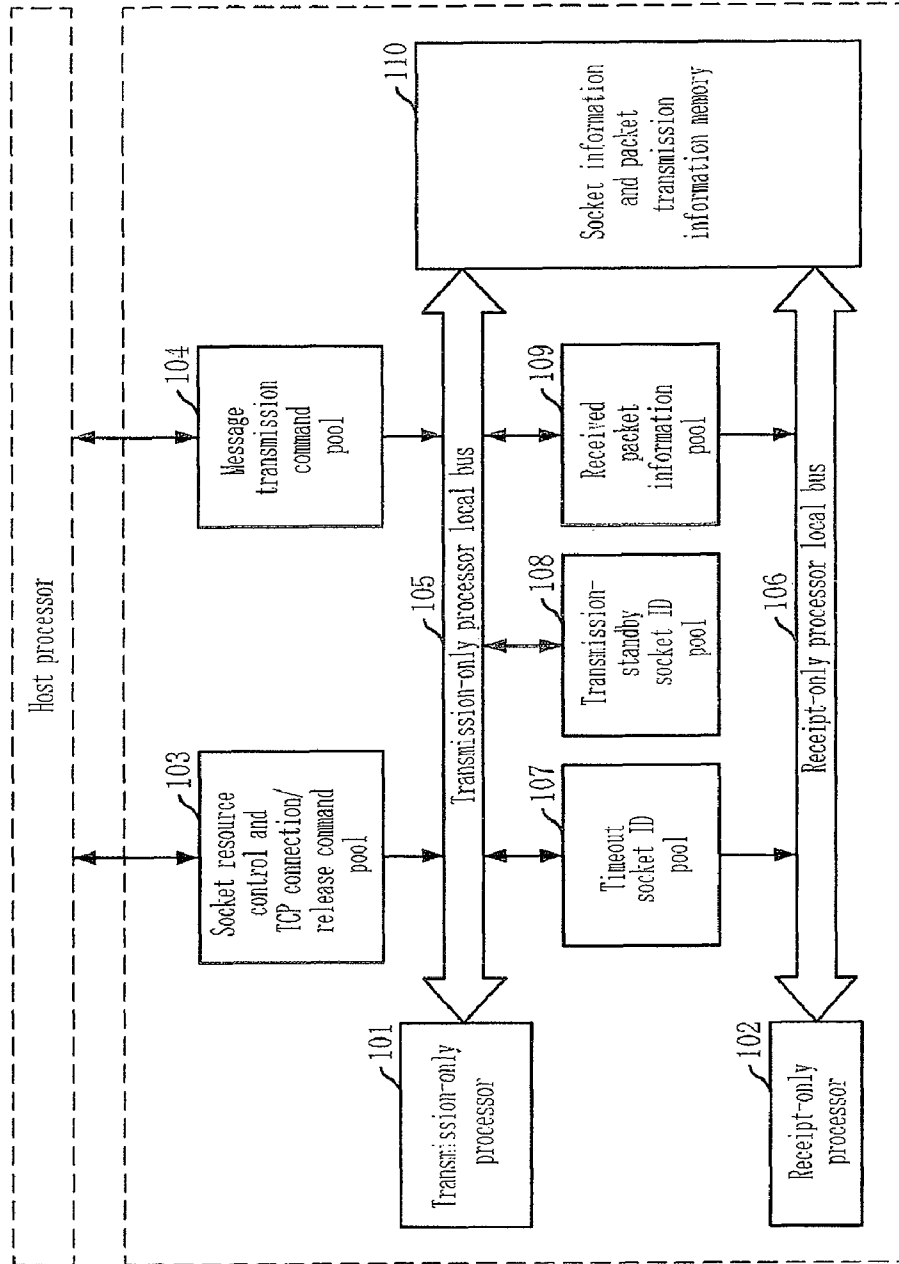 Host processor
103
Socket resource
control and
TCP connection/
release command
pool
104
Message
transmission
command
pool
101
Transmission-only
processor
105
Transmission-only processor local bus
110
Socket information
and packet
transmission
information memory
107
Timeout
socket ID
pool
108
Transmission-
standby
socket ID
pool
109
Received
packet
information
pool
102
Receipt-only
processor
106
Receipt-only processor local bus